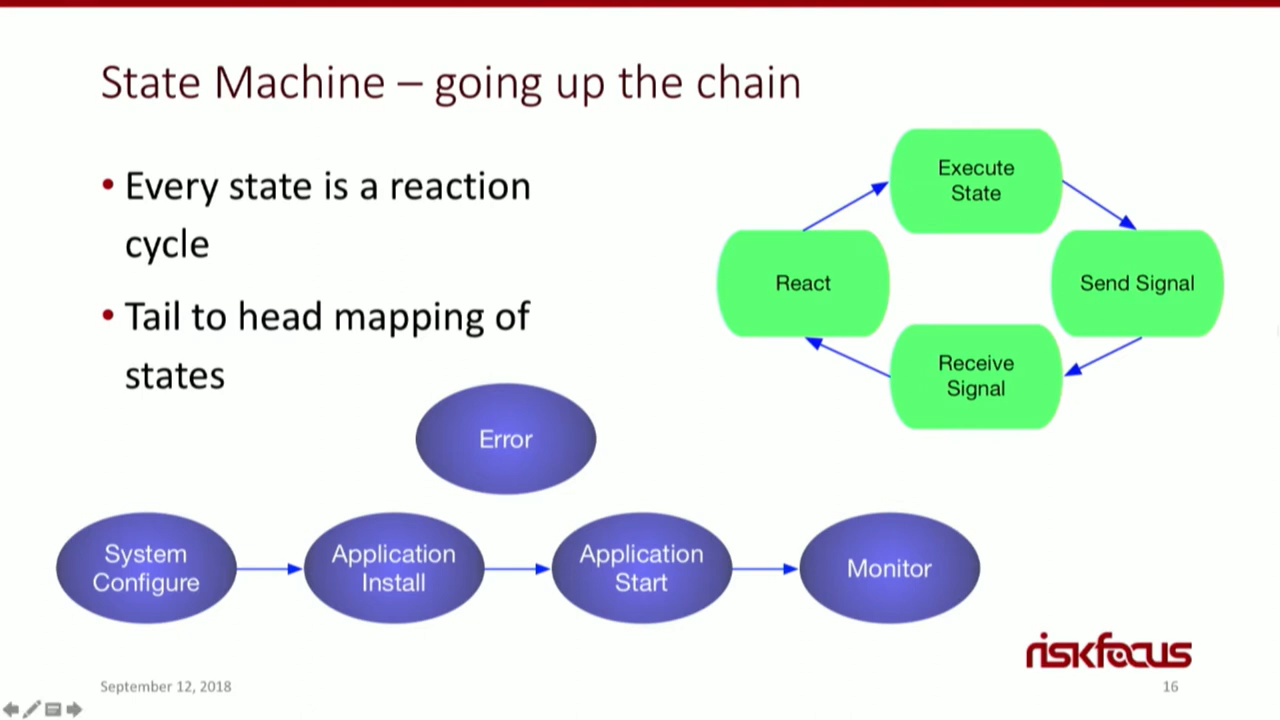 State Machine – going up the chain
• Every state is a reaction
cycle
• Tail to head mapping of
states
Execute
State
React
Send Signal
Receive
Signal
Error
System
Configure
Application
Install
Application
Start
Monitor
riskfocus
September 12, 2018
16